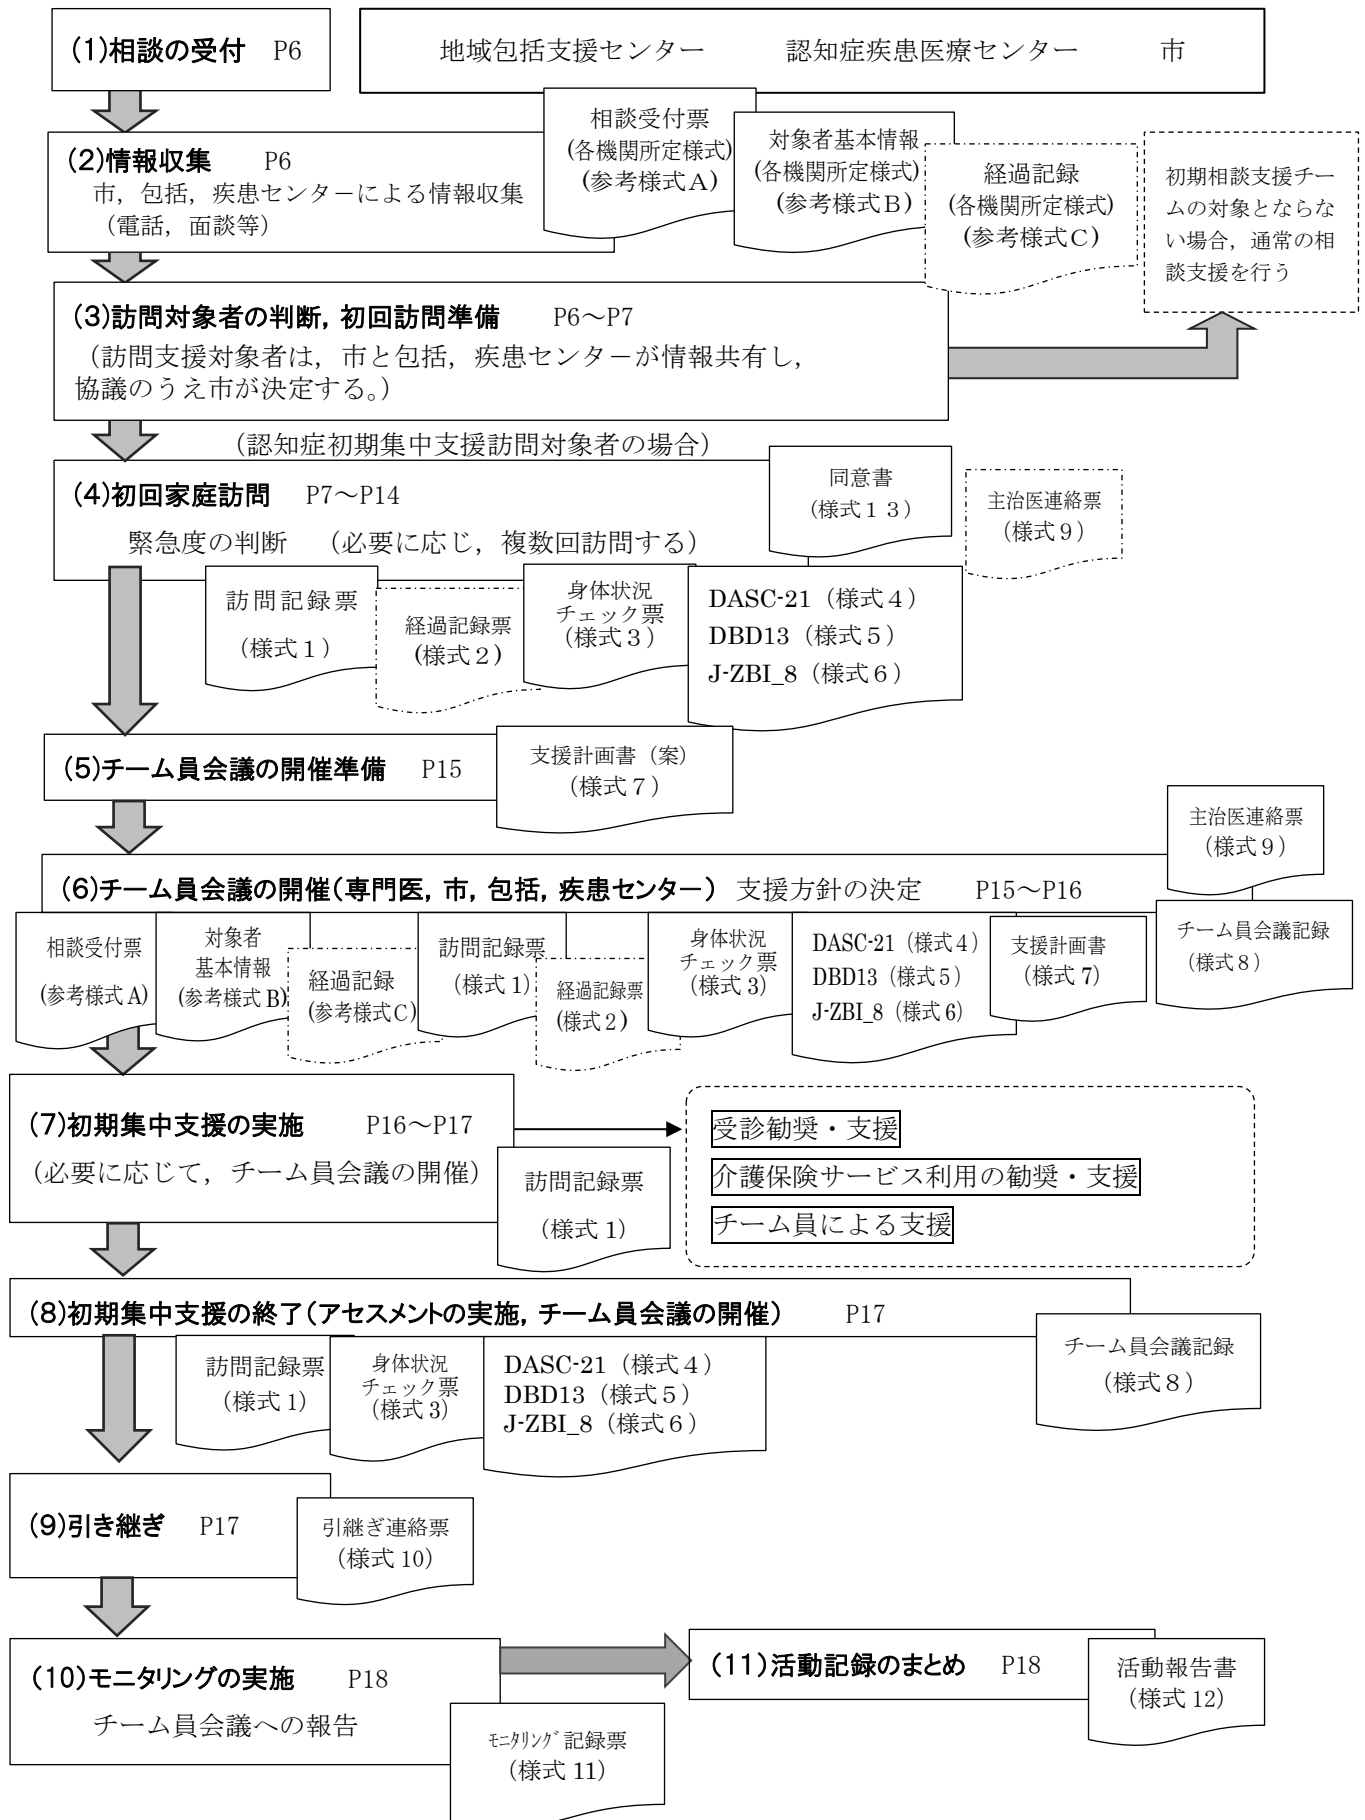 (1)相談の受付 P6
地域包括支援センター 認知症疾患医療センター 市
(2)情報収集 P6
市，包括，疾患センターによる情報収集
（電話，面談等）
相談受付票
(各機関所定様式)
(参考様式A)
対象者基本情報
(各機関所定様式)
(参考様式B)
経過記録
(各機関所定様式)
(参考様式C)
初期相談支援チー
ムの対象とならな
い場合，通常の相
談支援を行う
(3)訪問対象者の判断，初回訪問準備 P6～P7
（訪問支援対象者は，市と包括，疾患センターが情報共有し，
協議のうえ市が決定する。）
（認知症初期集中支援訪問対象者の場合）
(4)初回家庭訪問 P7～P14
緊急度の判断 （必要に応じ，複数回訪問する）
同意書
（様式１３）
主治医連絡票
（様式９）
訪問記録票
（様式１）
経過記録票
(様式２)
身体状況
チェック票
（様式３）
DASC-21（様式４）
DBD13（様式５）
J-ZBI_8（様式６）
(5)チーム員会議の開催準備 P15
支援計画書（案）
（様式７）
主治医連絡票
（様式９）
(6)チーム員会議の開催（専門医，市，包括，疾患センター） 支援方針の決定 P15～P16
相談受付票
(参考様式A)
対象者
基本情報
(参考様式B)
経過記録
(参考様式C)
訪問記録票
（様式1）
経過記録票
(様式2)
身体状況
チェック票
（様式3）
DASC-21（様式4）
DBD13（様式5）
J-ZBI_8（様式6）
支援計画書
（様式7）
チーム員会議記録
（様式８）
(7)初期集中支援の実施 P16～P17
（必要に応じて，チーム員会議の開催）
訪問記録票
（様式1）
受診勧奨・支援
介護保険サービス利用の勧奨・支援
チーム員による支援
(8)初期集中支援の終了（アセスメントの実施，チーム員会議の開催） P17
訪問記録票
（様式1）
身体状況
チェック票
（様式3）
DASC-21（様式４）
DBD13（様式５）
J-ZBI_8（様式６）
チーム員会議記録
（様式８）
(9)引き継ぎ P17
引継ぎ連絡票
（様式10）
(10)モニタリングの実施 P18
チーム員会議への報告
ﾓﾆﾀﾘﾝｸﾞ記録票
（様式11）
(11)活動記録のまとめ P18
活動報告書
（様式12）